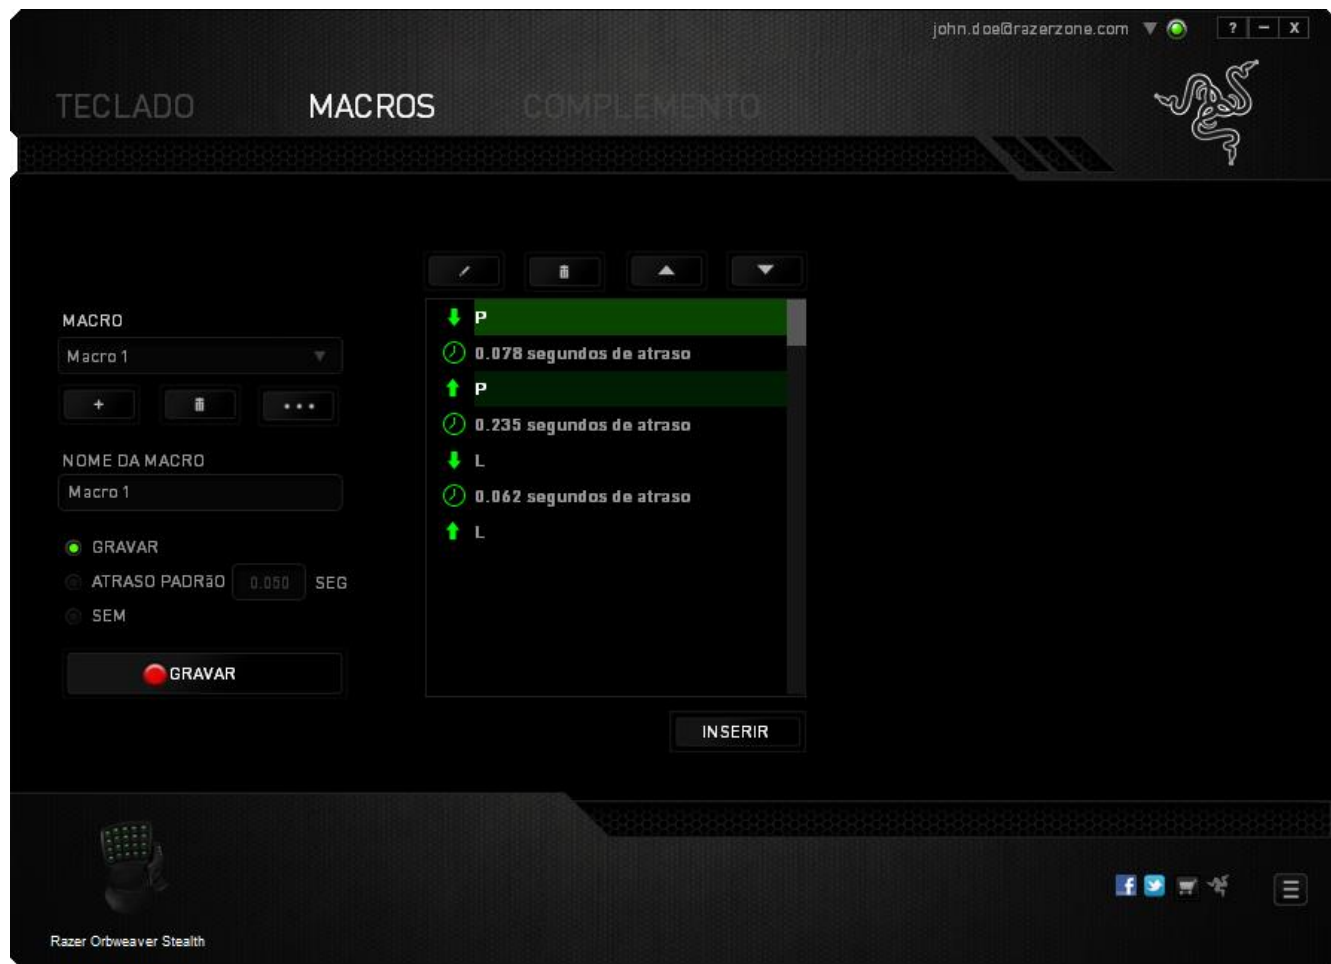 john.doe@razerzone.com
? – X
TECLADO MACROS COMPLEMENTO
MACRO
Macro 1
+
...
NOME DA MACRO
Macro 1
GRAVAR
ATRASO PADRãO 0.050 SEG
SEM
GRAVAR
P
0.078 segundos de atraso
P
0.235 segundos de atraso
L
0.062 segundos de atraso
L
INSERIR
Razer Orbweaver Stealth
f